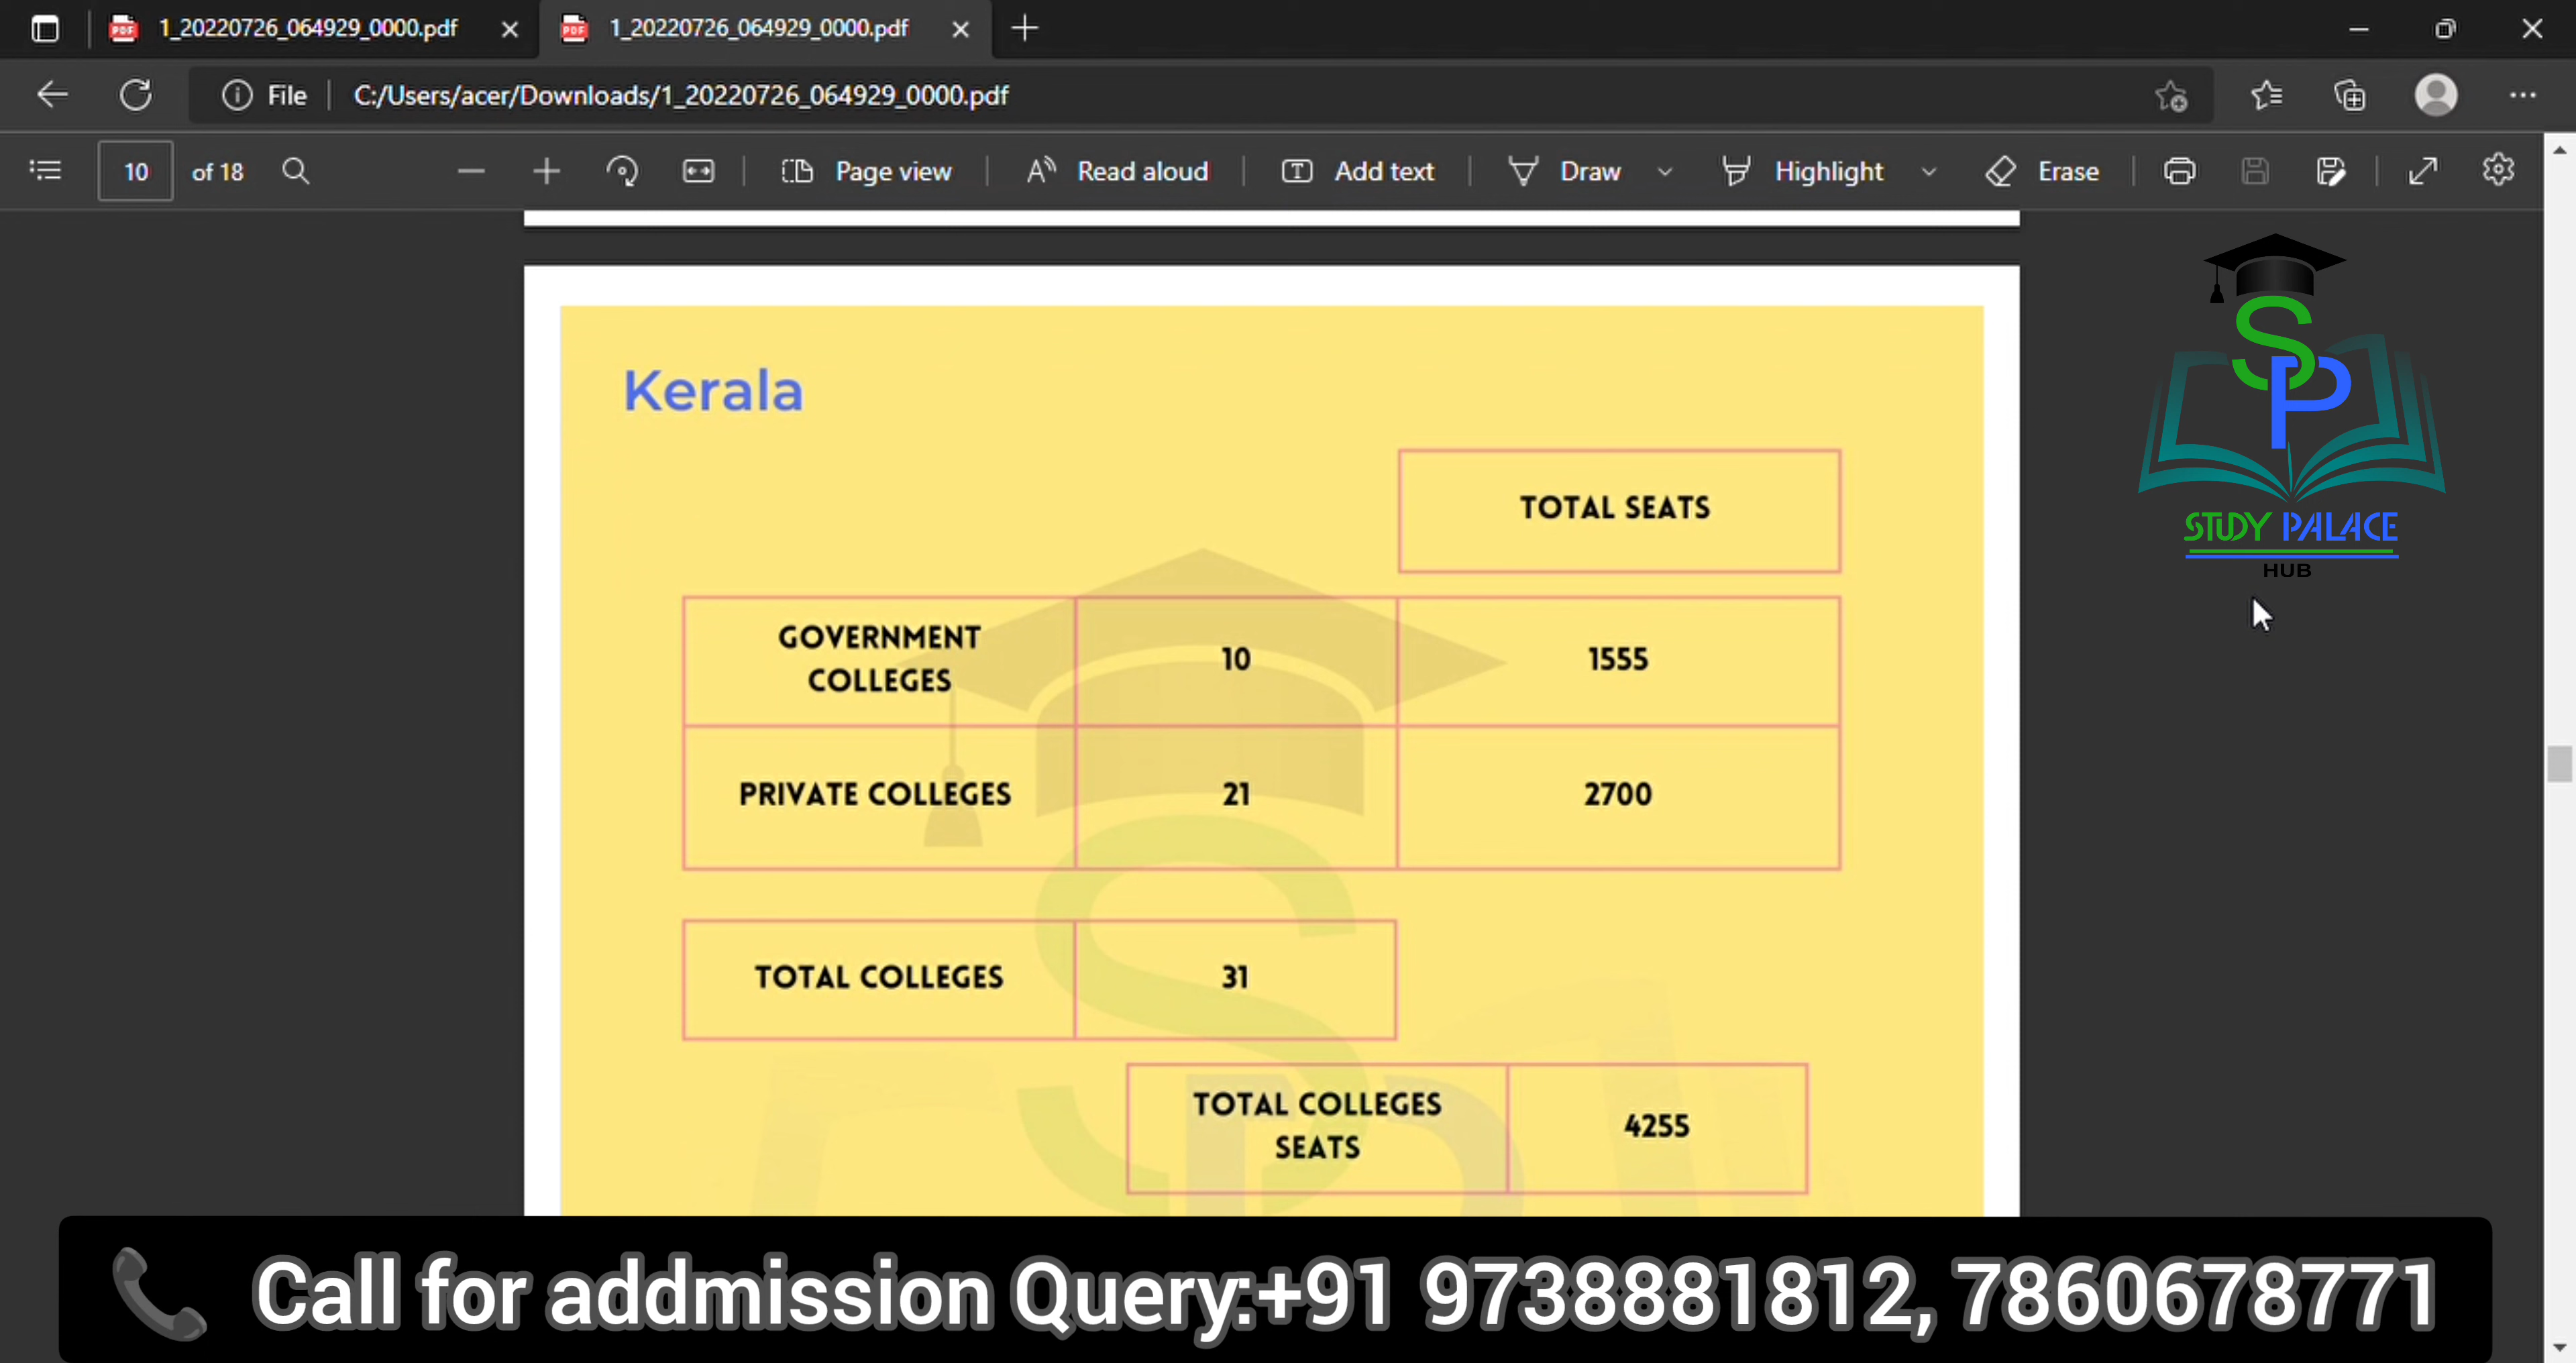 1_20220726_064929_0000.pdf
1_20220726_064929_0000.pdf
File
C:/Users/acer/Downloads/1_20220726_064929_0000.pdf
10 of 18
Page view
Read aloud
Add text
Draw
Highlight
Erase
Kerala
TOTAL SEATS
GOVERNMENT
COLLEGES
10
1555
PRIVATE COLLEGES
21
2700
TOTAL COLLEGES
31
TOTAL COLLEGES
SEATS
4255
SP
STUDY PALACE
HUB
Call for addmission Query:+91 9738881812, 7860678771